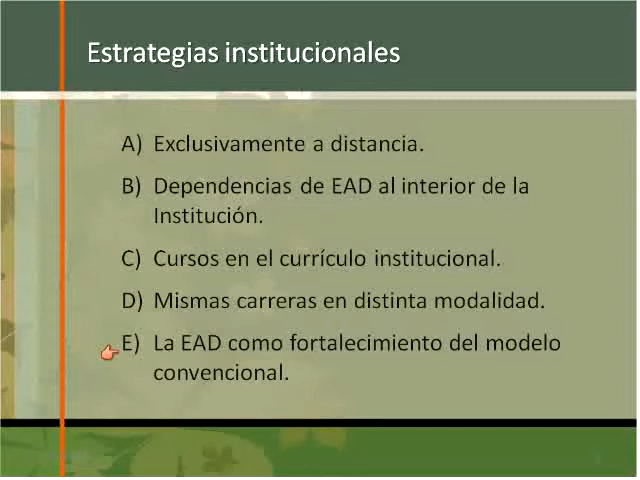 Estrategias institucionales
A) Exclusivamente a distancia.
B) Dependencias de EAD al interior de la
Institución.
C) Cursos en el currículo institucional.
D) Mismas carreras en distinta modalidad.
E) La EAD como fortalecimiento del modelo
convencional.